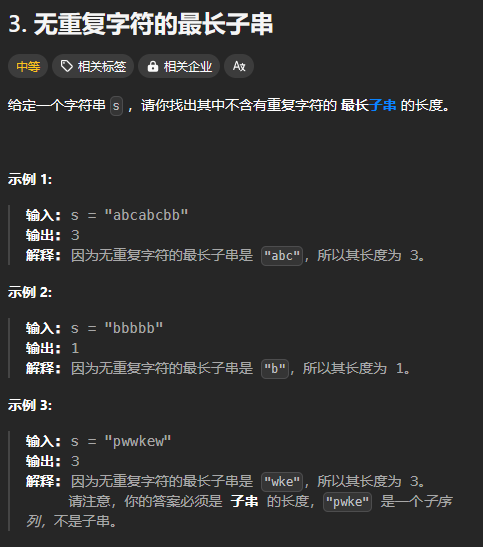 3. 无重复字符的最长子串
中等 相关标签 相关企业 Aあ
给定一个字符串 s ，请你找出其中不含有重复字符的 最长子串 的长度。
示例 1:
输入: s = "abcabcbb"
输出: 3
解释: 因为无重复字符的最长子串是 "abc"，所以其长度为 3。
示例 2:
输入: s = "bbbbb"
输出: 1
解释: 因为无重复字符的最长子串是 "b"，所以其长度为 1。
示例 3:
输入: s = "pwwkew"
输出: 3
解释: 因为无重复字符的最长子串是 "wke"，所以其长度为 3。
请注意，你的答案必须是 子串 的长度，"pwke" 是一个子序
列，不是子串。